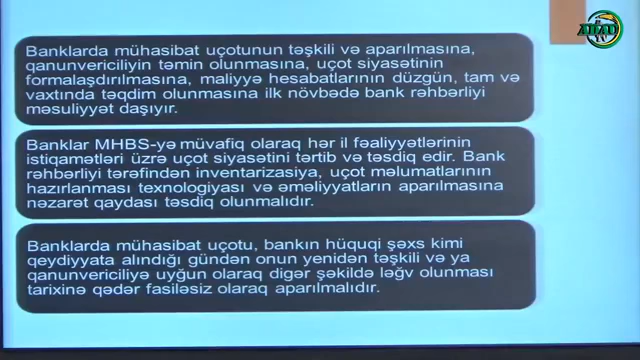 ADAU
Banklarda mühasibat uçotunun təşkili və aparılmasına,
qanunvericiliyin təmin olunmasına, uçot siyasətinin
formalaşdırılmasına, maliyyə hesabatlarının düzgün, tam və
vaxtında təqdim olunmasına ilk növbədə bank rəhbərliyi
məsuliyyət daşıyır.
Banklar MHBS-yə müvafiq olaraq hər il fəaliyyətlərinin
istiqamətləri üzrə uçot siyasətini tərtib və təsdiq edir. Bank
rəhbərliyi tərəfindən inventarizasiya, uçot məlumatlarının
hazırlanması texnologiyası və əməliyyatların aparılmasına
nəzarət qaydası təsdiq olunmalıdır.
Banklarda mühasibat uçotu, bankın hüquqi şəxs kimi
qeydiyyata alındığı gündən onun yenidən təşkili və ya
qanunvericiliyə uyğun olaraq digər şəkildə ləğv olunması
tarixinə qədər fasiləsiz olaraq aparılmalıdır.